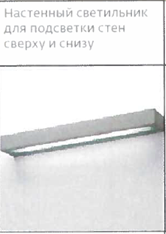 Настенный светильник
для подсветки стен
сверху и снизу